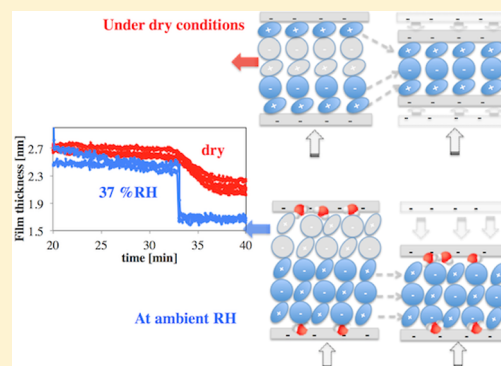 Under dry conditions
Film thickness [nm]
2.7
2.3
1.9
1.5
dry
37 %RH
20
25
30
35
40
time [min]
At ambient RH